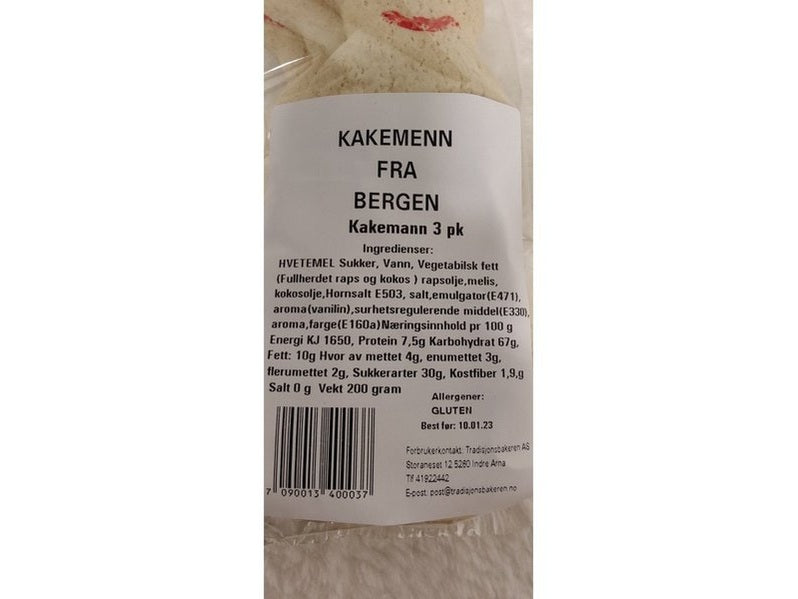 KAKEMENN
FRA
BERGEN
Kakemann 3 pk
Ingredienser:
HVETEMEL Sukker, Vann, Vegetabilsk fett
(Fullherdet raps og kokos ) rapsolje,melis,
kokosolje,Hornsalt E503, salt,emulgator(E471),
aroma(vanilin),surhetsregulerende middel(E330),
aroma,farge(E160a)Næringsinnhold pr 100 g
Energi KJ 1650, Protein 7,5g Karbohydrat 67g,
Fett: 10g Hvor av mettet 4g, enumettet 3g,
flerumettet 2g, Sukkerarter 30g, Kostfiber 1,9,g
Salt 0 g Vekt 200 gram
Allergener:
GLUTEN
Best før: 10.01.23
Forbrukerkontakt: Tradisjonsbakeren AS
Storaneset 12 5260 Indre Arna
Tlf 41922442
E-post: post@tradisjonsbakeren.no
7 090013 400037